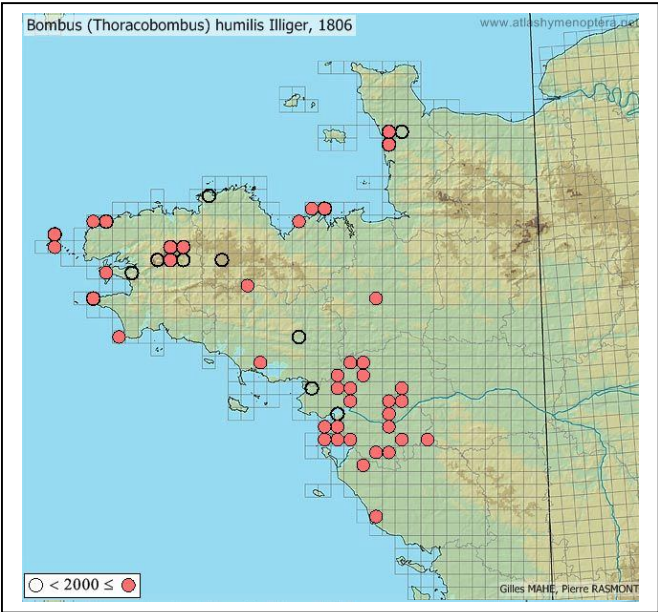 Bombus (Thoracobombus) humilis Illiger, 1806
www.atlashymenoptera.net
< 2000 ≤
Gilles MAHE, Pierre RASMONT